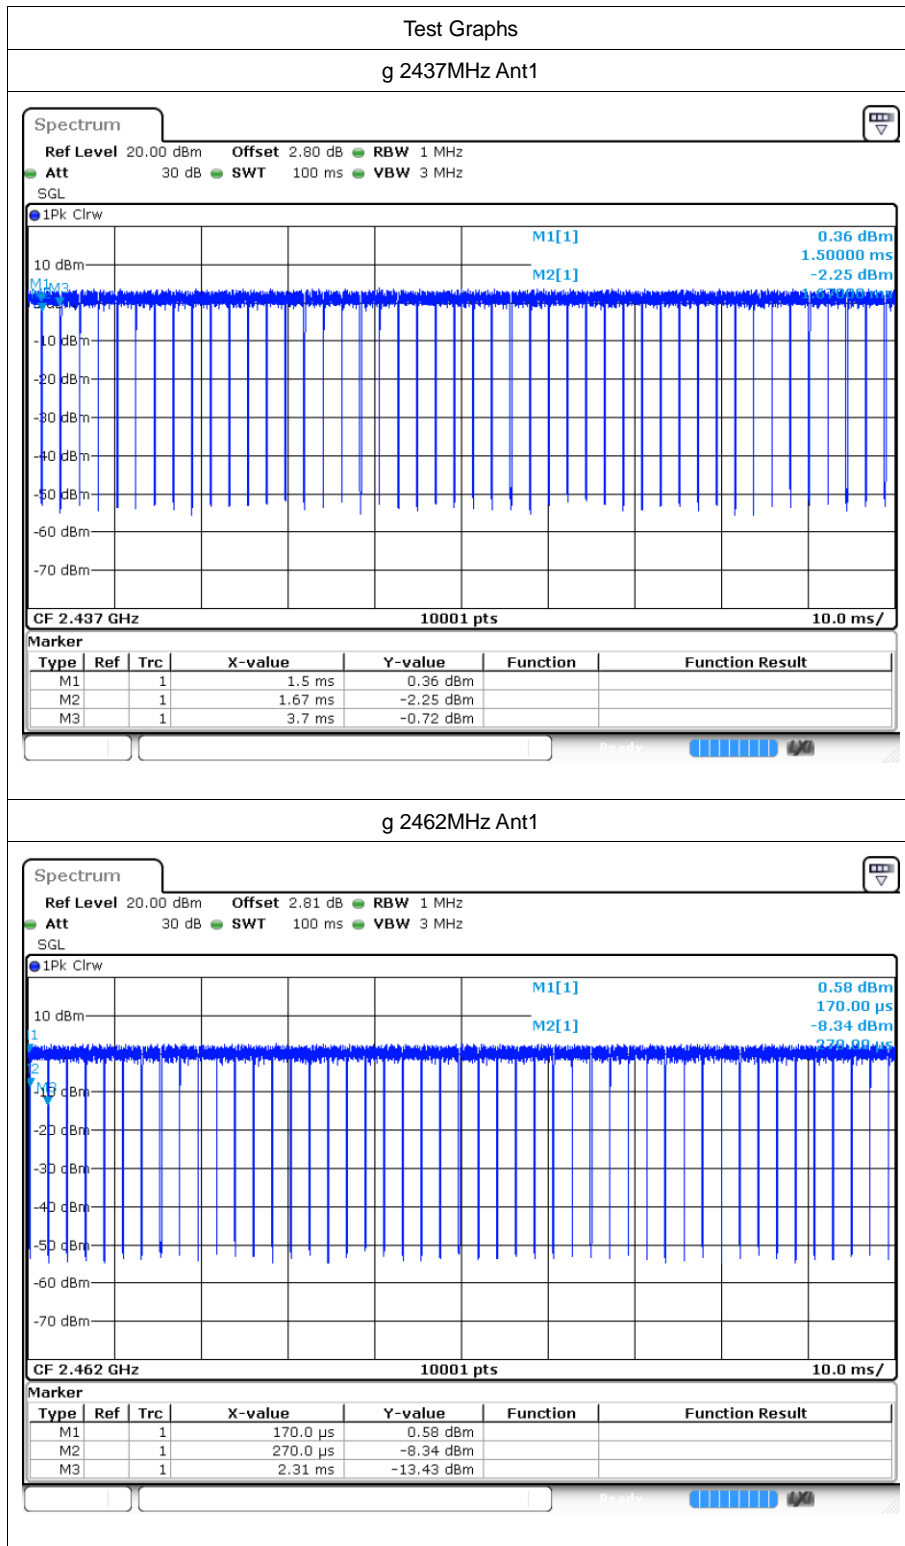 Test Graphs
g 2437MHz Ant1
Spectrum
Ref Level 20.00 dBm Offset 2.80 dB RBW 1 MHz
Att 30 dB SWT 100 ms VBW 3 MHz
SGL
1Pk Clrw
M1[1] 0.36 dBm
1.50000 ms
10 dBm
M2[1] -2.25 dBm
M1 M3
-10 dBm
-20 dBm
-30 dBm
-40 dBm
-50 dBm
-60 dBm
-70 dBm
CF 2.437 GHz 10001 pts 10.0 ms/
Marker
Type Ref Trc X-value Y-value Function Function Result
M1 1 1.5 ms 0.36 dBm
M2 1 1.67 ms -2.25 dBm
M3 1 3.7 ms -0.72 dBm
Ready
g 2462MHz Ant1
Spectrum
Ref Level 20.00 dBm Offset 2.81 dB RBW 1 MHz
Att 30 dB SWT 100 ms VBW 3 MHz
SGL
1Pk Clrw
M1[1] 0.58 dBm
170.00 µs
10 dBm
M2[1] -8.34 dBm
1 270.00 µs
2
M3
-10 dBm
-20 dBm
-30 dBm
-40 dBm
-50 dBm
-60 dBm
-70 dBm
CF 2.462 GHz 10001 pts 10.0 ms/
Marker
Type Ref Trc X-value Y-value Function Function Result
M1 1 170.0 µs 0.58 dBm
M2 1 270.0 µs -8.34 dBm
M3 1 2.31 ms -13.43 dBm
Ready